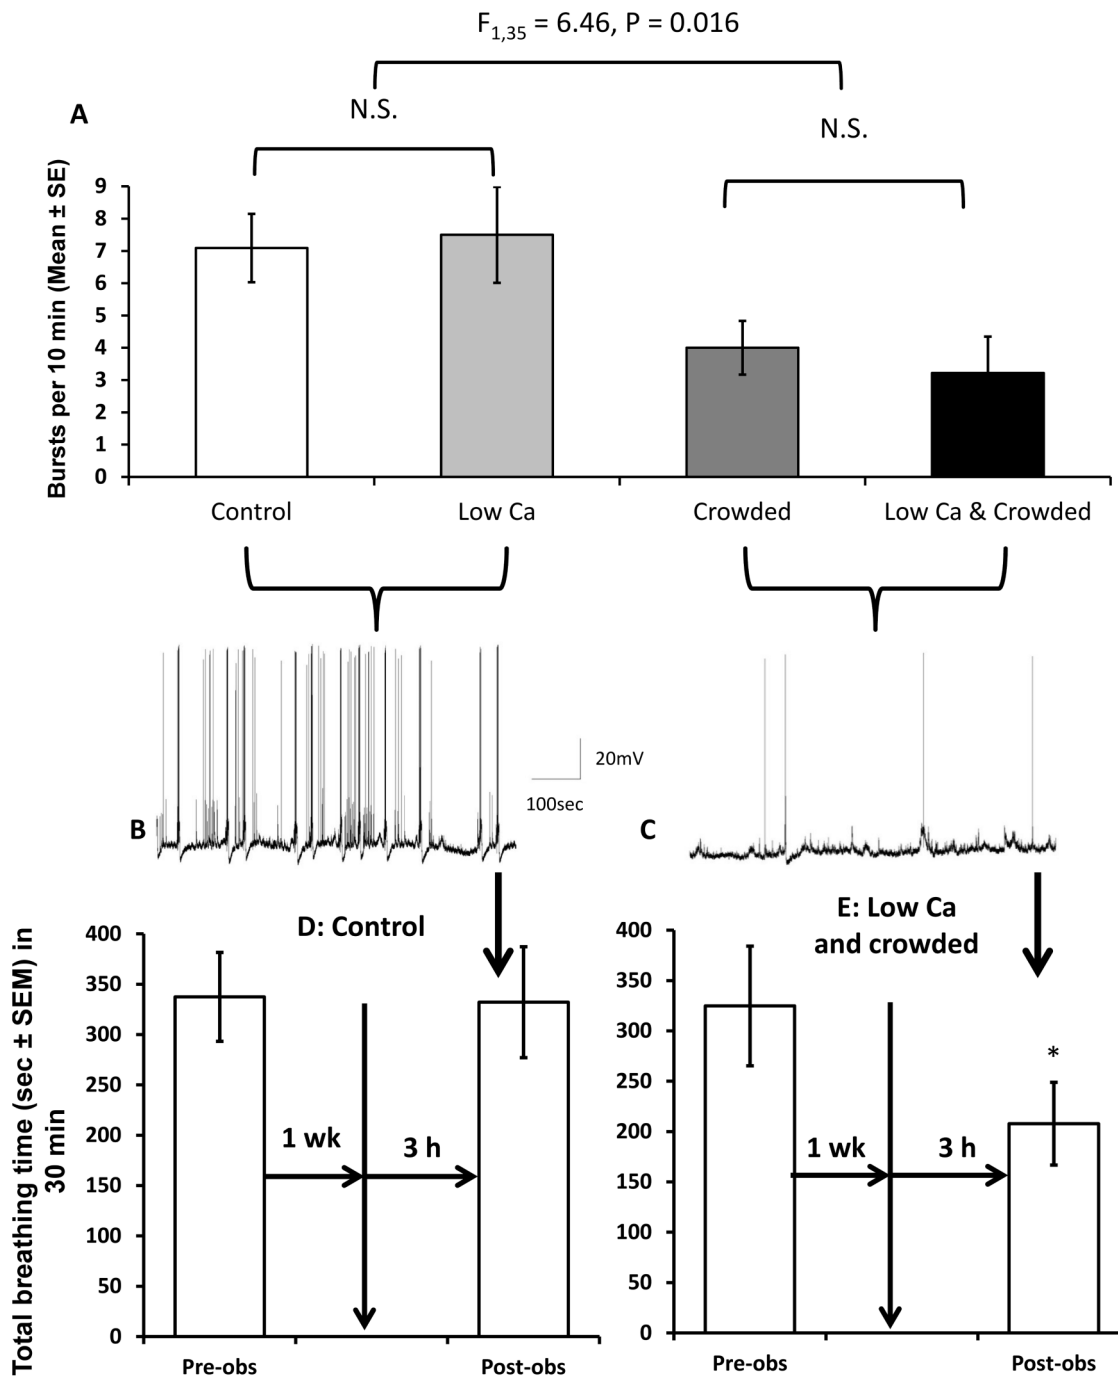 F1,35 = 6.46, P = 0.016
N.S.
N.S.
A
Bursts per 10 min (Mean ± SE)
9
8
7
6
5
4
3
2
1
0
Control
Low Ca
Crowded
Low Ca & Crowded
20mV
100sec
B
C
D: Control
E: Low Ca
and crowded
Total breathing time (sec ± SEM) in
30 min
400
350
300
250
200
150
100
50
0
1 wk
3 h
Pre-obs
Post-obs
400
350
300
250
200
150
100
50
0
*
1 wk
3 h
Pre-obs
Post-obs